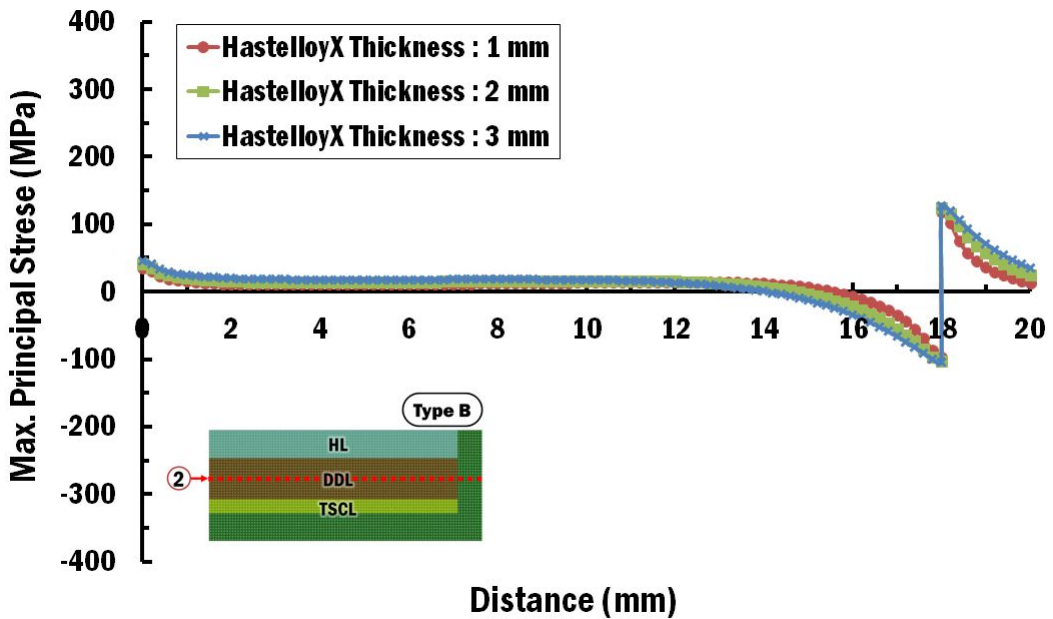 400
300
200
100
0
-100
-200
-300
-400
Max. Principal Strese (MPa)
HastelloyX Thickness : 1 mm
HastelloyX Thickness : 2 mm
HastelloyX Thickness : 3 mm
0 2 4 6 8 10 12 14 16 18 20
Type B
HL
2
DDL
TSCL
Distance (mm)